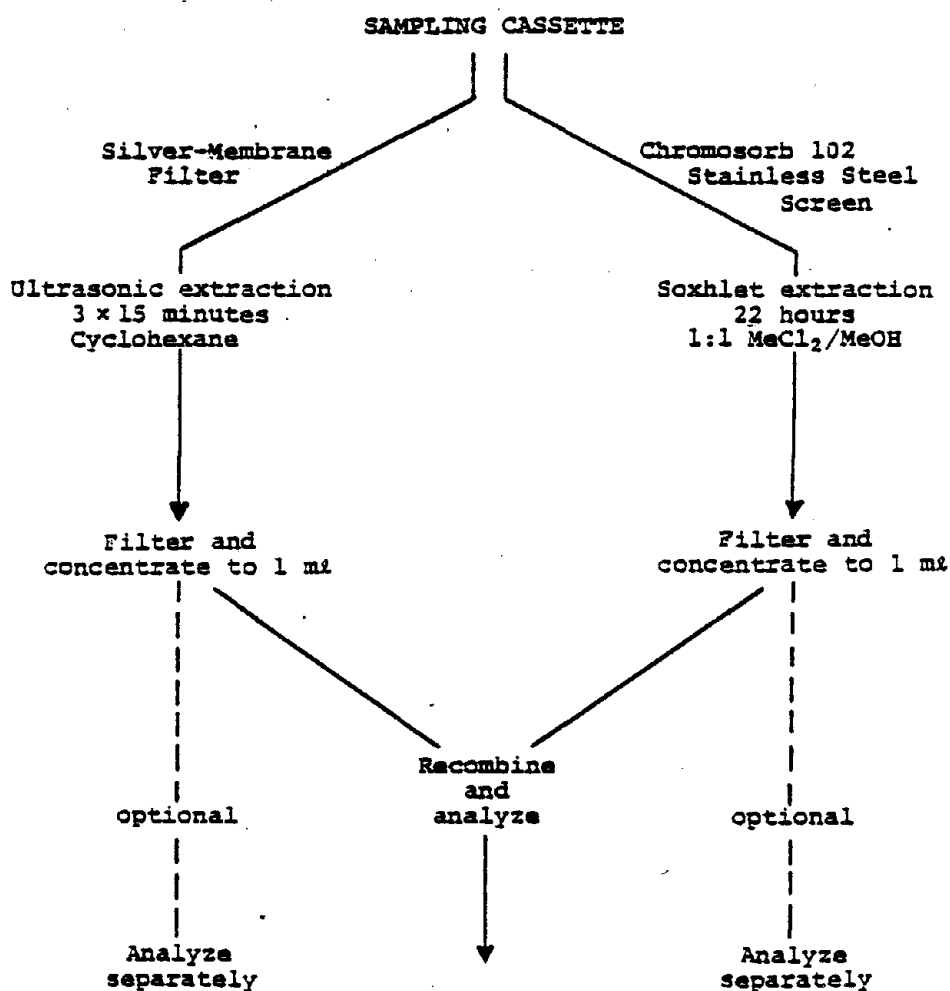 SAMPLING CASSETTE
Silver-Membrane
Filter
Chromosorb 102
Stainless Steel
Screen
Ultrasonic extraction
3 × 15 minutes
Cyclohexane
Soxhlet extraction
22 hours
1:1 MeCl₂/MeOH
Filter and
concentrate to 1 mℓ
Filter and
concentrate to 1 mℓ
Recombine
and
analyze
optional
optional
Analyze
separately
Analyze
separately